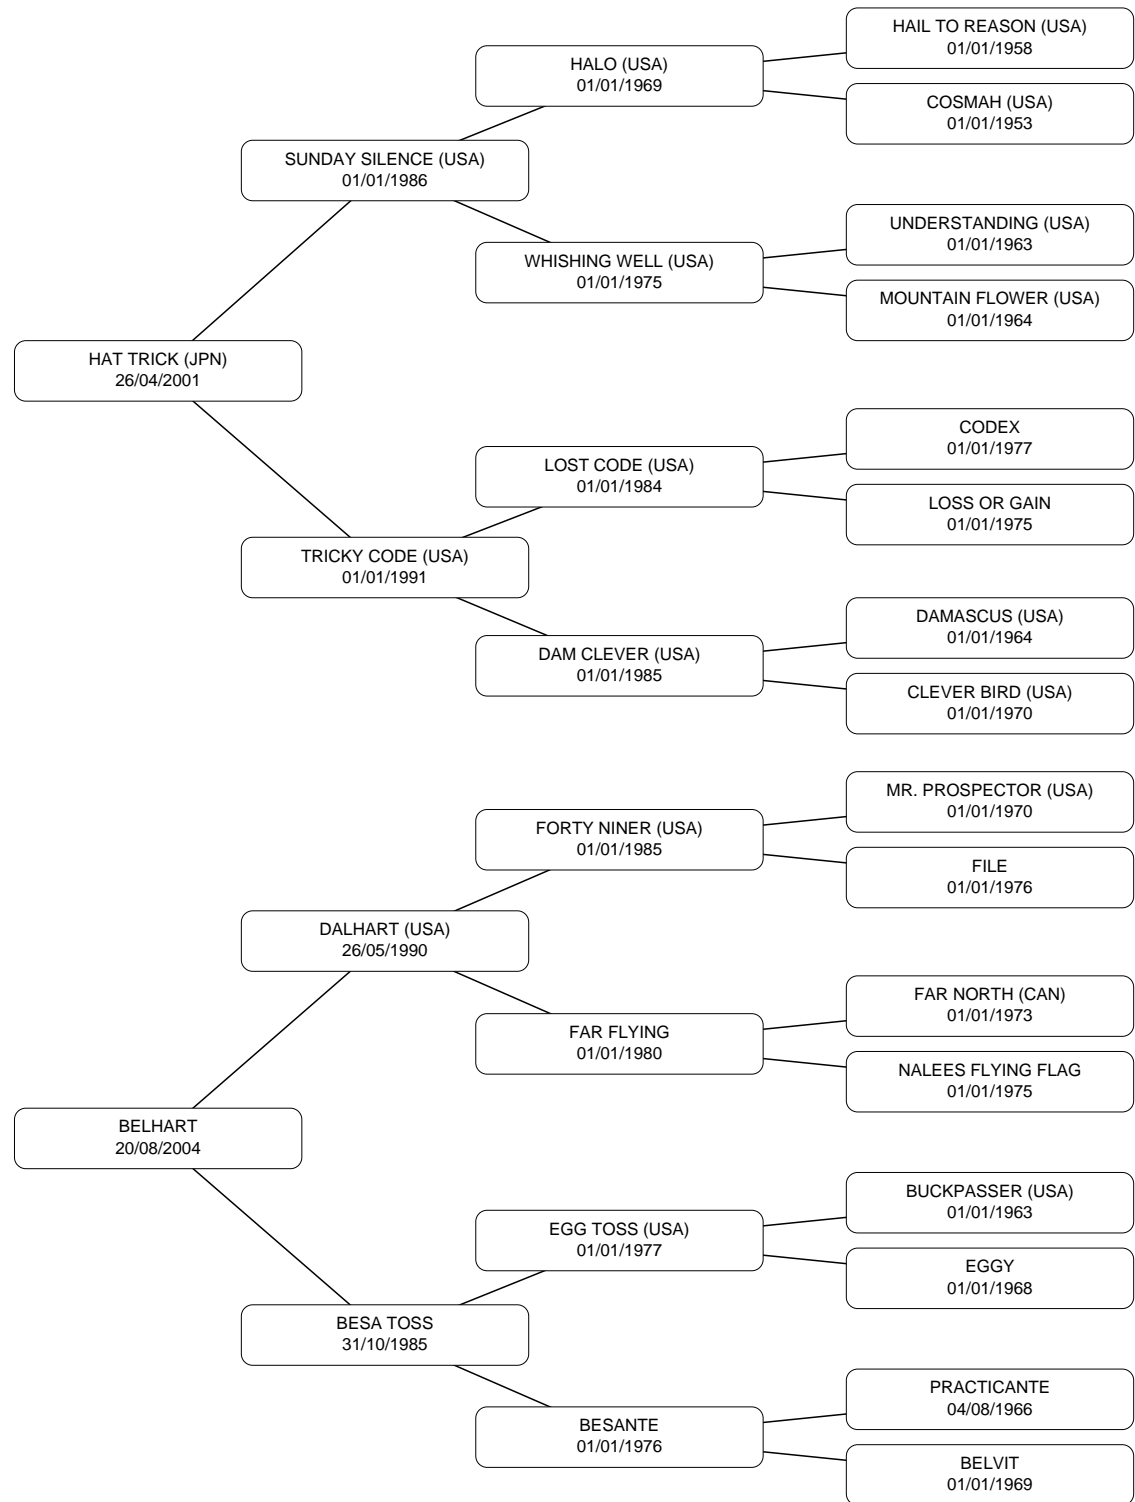 HAIL TO REASON (USA)
01/01/1958
HALO (USA)
01/01/1969
COSMAH (USA)
01/01/1953
SUNDAY SILENCE (USA)
01/01/1986
UNDERSTANDING (USA)
01/01/1963
WHISHING WELL (USA)
01/01/1975
MOUNTAIN FLOWER (USA)
01/01/1964
HAT TRICK (JPN)
26/04/2001
CODEX
01/01/1977
LOST CODE (USA)
01/01/1984
LOSS OR GAIN
01/01/1975
TRICKY CODE (USA)
01/01/1991
DAMASCUS (USA)
01/01/1964
DAM CLEVER (USA)
01/01/1985
CLEVER BIRD (USA)
01/01/1970
MR. PROSPECTOR (USA)
01/01/1970
FORTY NINER (USA)
01/01/1985
FILE
01/01/1976
DALHART (USA)
26/05/1990
FAR NORTH (CAN)
01/01/1973
FAR FLYING
01/01/1980
NALEES FLYING FLAG
01/01/1975
BELHART
20/08/2004
BUCKPASSER (USA)
01/01/1963
EGG TOSS (USA)
01/01/1977
EGGY
01/01/1968
BESA TOSS
31/10/1985
PRACTICANTE
04/08/1966
BESANTE
01/01/1976
BELVIT
01/01/1969